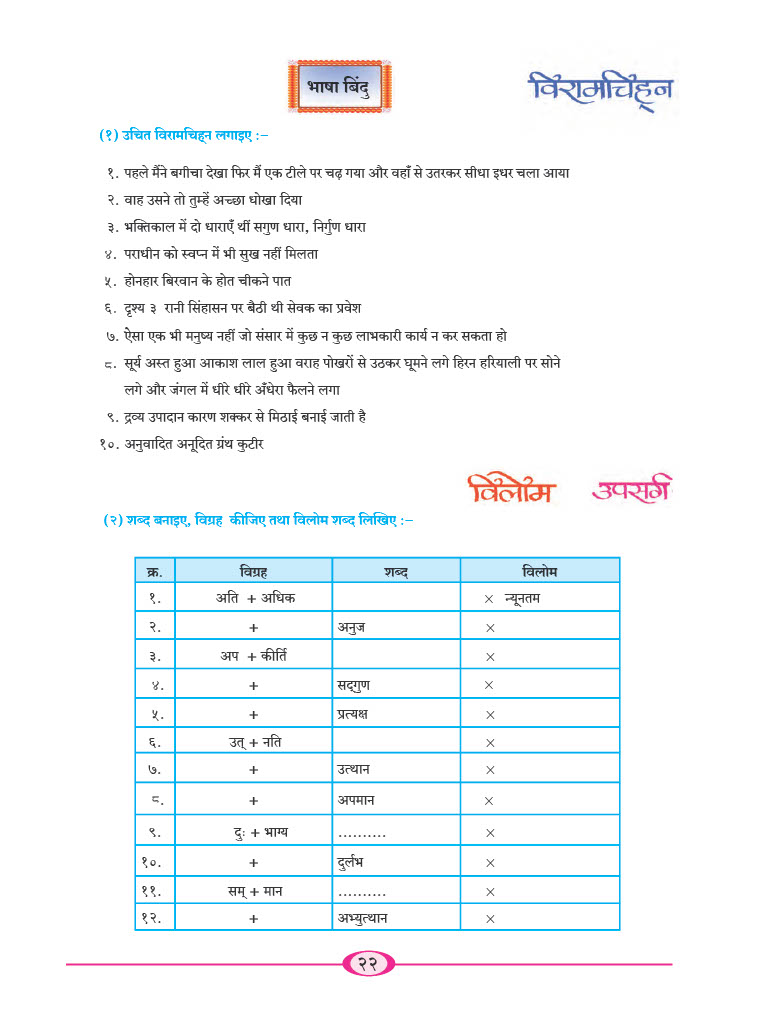 भाषा बिंदु
विरामचिह्न
(१) उचित विरामचिह्न लगाइए :–
१. पहले मैंने बगीचा देखा फिर मैं एक टीले पर चढ़ गया और वहाँ से उतरकर सीधा इधर चला आया
२. वाह उसने तो तुम्हें अच्छा धोखा दिया
३. भक्तिकाल में दो धाराएँ थीं सगुण धारा, निर्गुण धारा
४. पराधीन को स्वप्न में भी सुख नहीं मिलता
५. होनहार बिरवान के होत चीकने पात
६. दृश्य ३ रानी सिंहासन पर बैठी थी सेवक का प्रवेश
७. ऐसा एक भी मनुष्य नहीं जो संसार में कुछ न कुछ लाभकारी कार्य न कर सकता हो
८. सूर्य अस्त हुआ आकाश लाल हुआ वराह पोखरों से उठकर घूमने लगे हिरन हरियाली पर सोने
लगे और जंगल में धीरे धीरे अँधेरा फैलने लगा
९. द्रव्य उपादान कारण शक्कर से मिठाई बनाई जाती है
१०. अनुवादित अनूदित ग्रंथ कुटीर
विलोम उपसर्ग
(२) शब्द बनाइए, विग्रह कीजिए तथा विलोम शब्द लिखिए :–
क्र. विग्रह शब्द विलोम
१. अति + अधिक × न्यूनतम
२. + अनुज ×
३. अप + कीर्ति ×
४. + सद्गुण ×
५. + प्रत्यक्ष ×
६. उत् + नति ×
७. + उत्थान ×
८. + अपमान ×
९. दुः + भाग्य .......... ×
१०. + दुर्लभ ×
११. सम् + मान .......... ×
१२. + अभ्युत्थान ×
२२